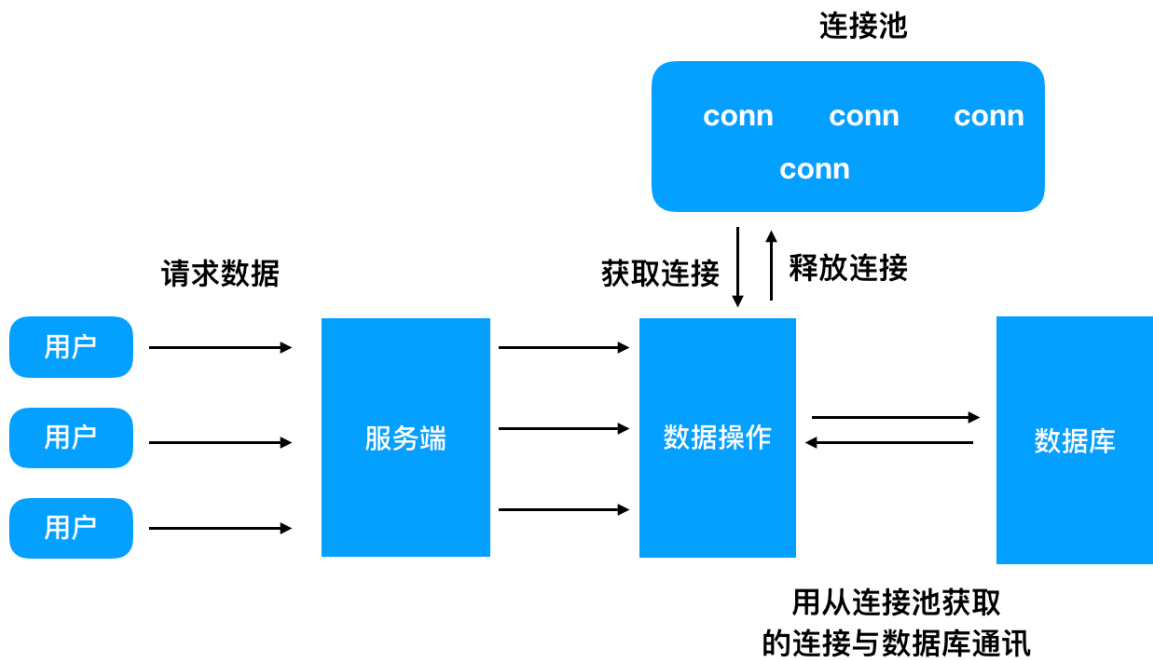 连接池
conn conn conn
conn
请求数据
获取连接
释放连接
用户
用户
用户
服务端
数据操作
数据库
用从连接池获取
的连接与数据库通讯